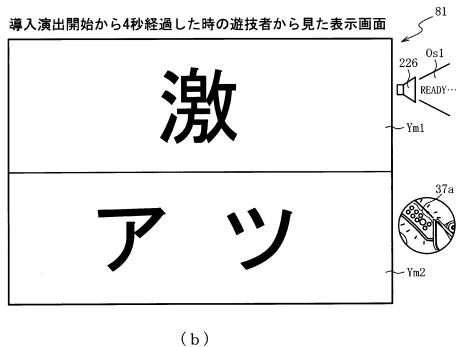 導入演出開始から4秒経過した時の遊技者から見た表示画面
81
Os1
226
READY…
激
Ym1
37a
アツ
Ym2
(b)